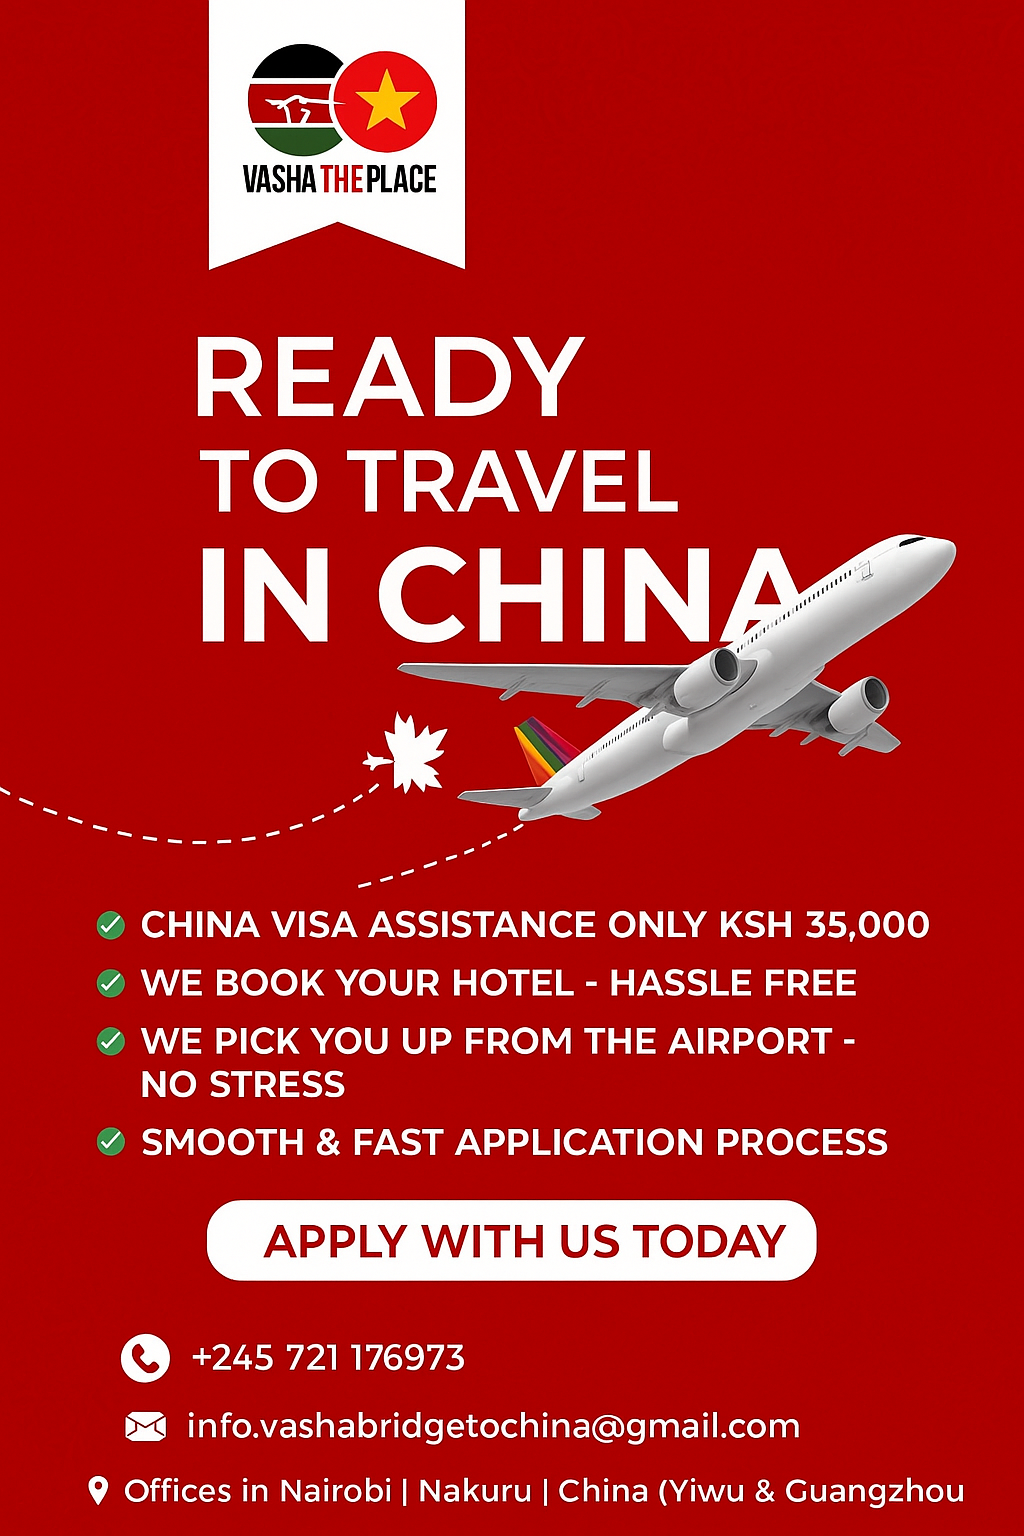 VASHA THE PLACE
READY
TO TRAVEL
IN CHINA
CHINA VISA ASSISTANCE ONLY KSH 35,000
WE BOOK YOUR HOTEL - HASSLE FREE
WE PICK YOU UP FROM THE AIRPORT -
NO STRESS
SMOOTH & FAST APPLICATION PROCESS
APPLY WITH US TODAY
+245 721 176973
info.vashabridgetochina@gmail.com
Offices in Nairobi | Nakuru | China (Yiwu & Guangzhou